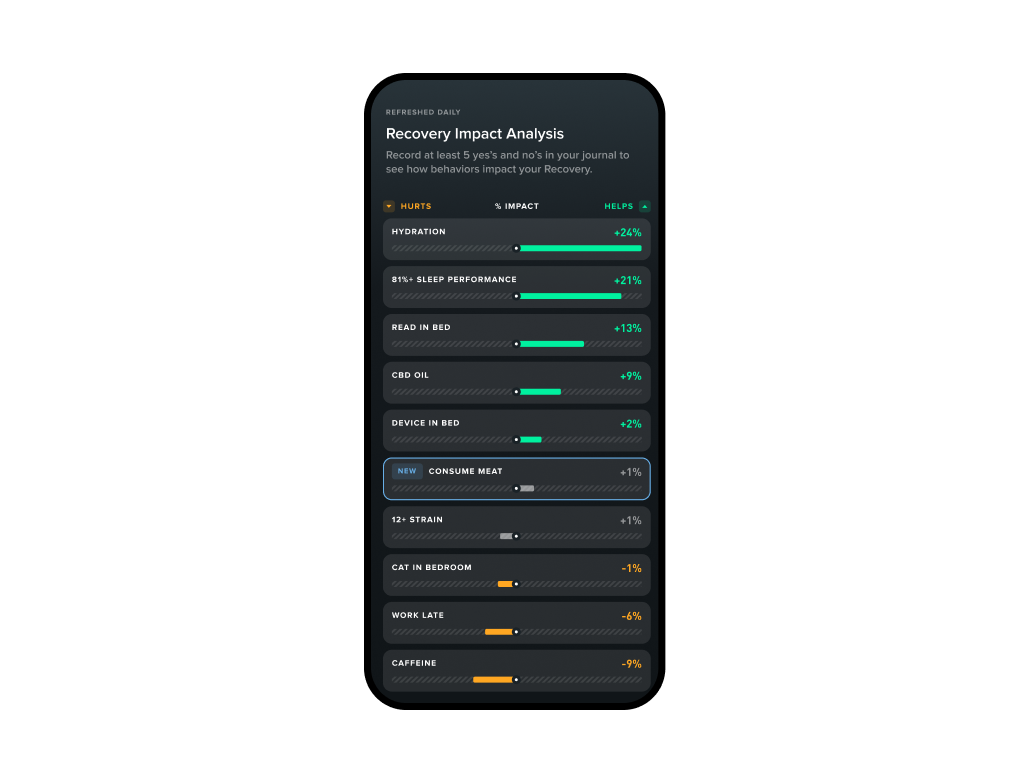 REFRESHED DAILY
Recovery Impact Analysis
Record at least 5 yes's and no's in your journal to
see how behaviors impact your Recovery.
HURTS % IMPACT HELPS
HYDRATION +24%
81%+ SLEEP PERFORMANCE +21%
READ IN BED +13%
CBD OIL +9%
DEVICE IN BED +2%
NEW CONSUME MEAT +1%
12+ STRAIN +1%
CAT IN BEDROOM -1%
WORK LATE -6%
CAFFEINE -9%